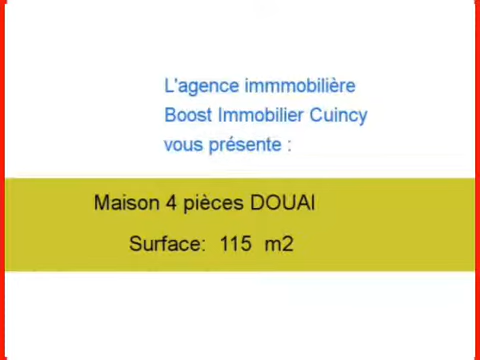 L'agence immmobilière
Boost Immobilier Cuincy
vous présente :
Maison 4 pièces DOUAI
Surface: 115 m2